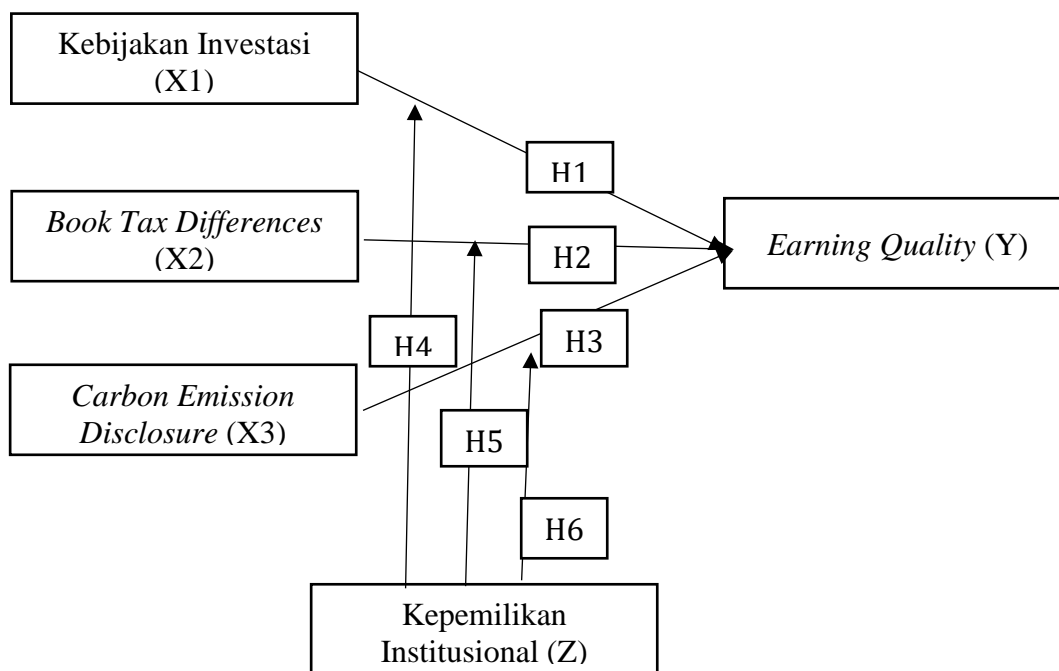 Kebijakan Investasi
(X1)
H1
Book Tax Differences
(X2)
H2
Earning Quality (Y)
H4
H3
Carbon Emission
Disclosure (X3)
H5
H6
Kepemilikan
Institusional (Z)